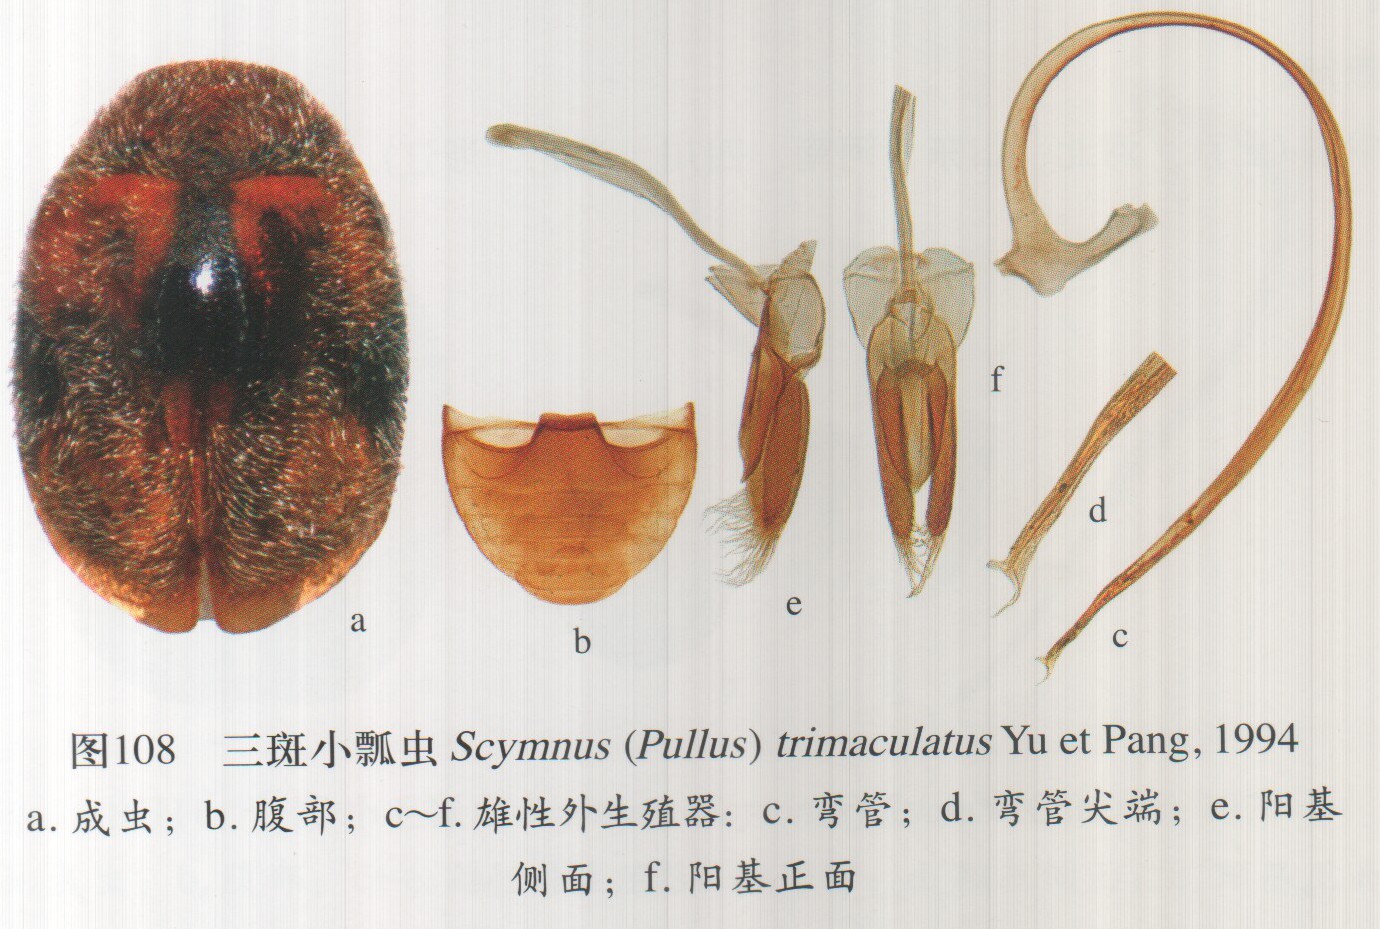 f
d
a
e
c
b
图108 三斑小瓢虫 Scymnus (Pullus) trimaculatus Yu et Pang, 1994
a. 成虫；b. 腹部；c～f. 雄性外生殖器：c. 弯管；d. 弯管尖端；e. 阳基
侧面；f. 阳基正面